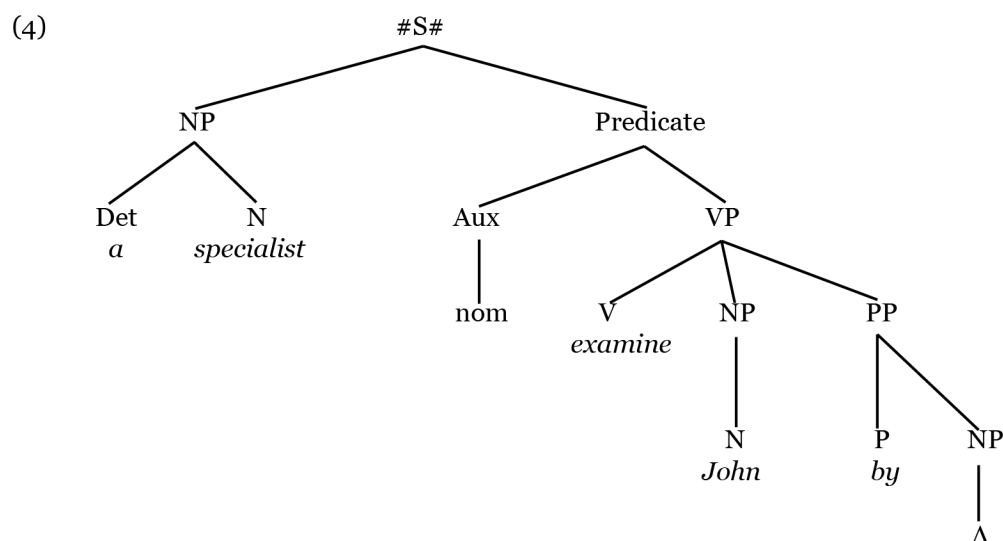 (4) #S#
NP Predicate
Det N Aux VP
a specialist
nom V NP PP
examine
N P NP
John by
Δ